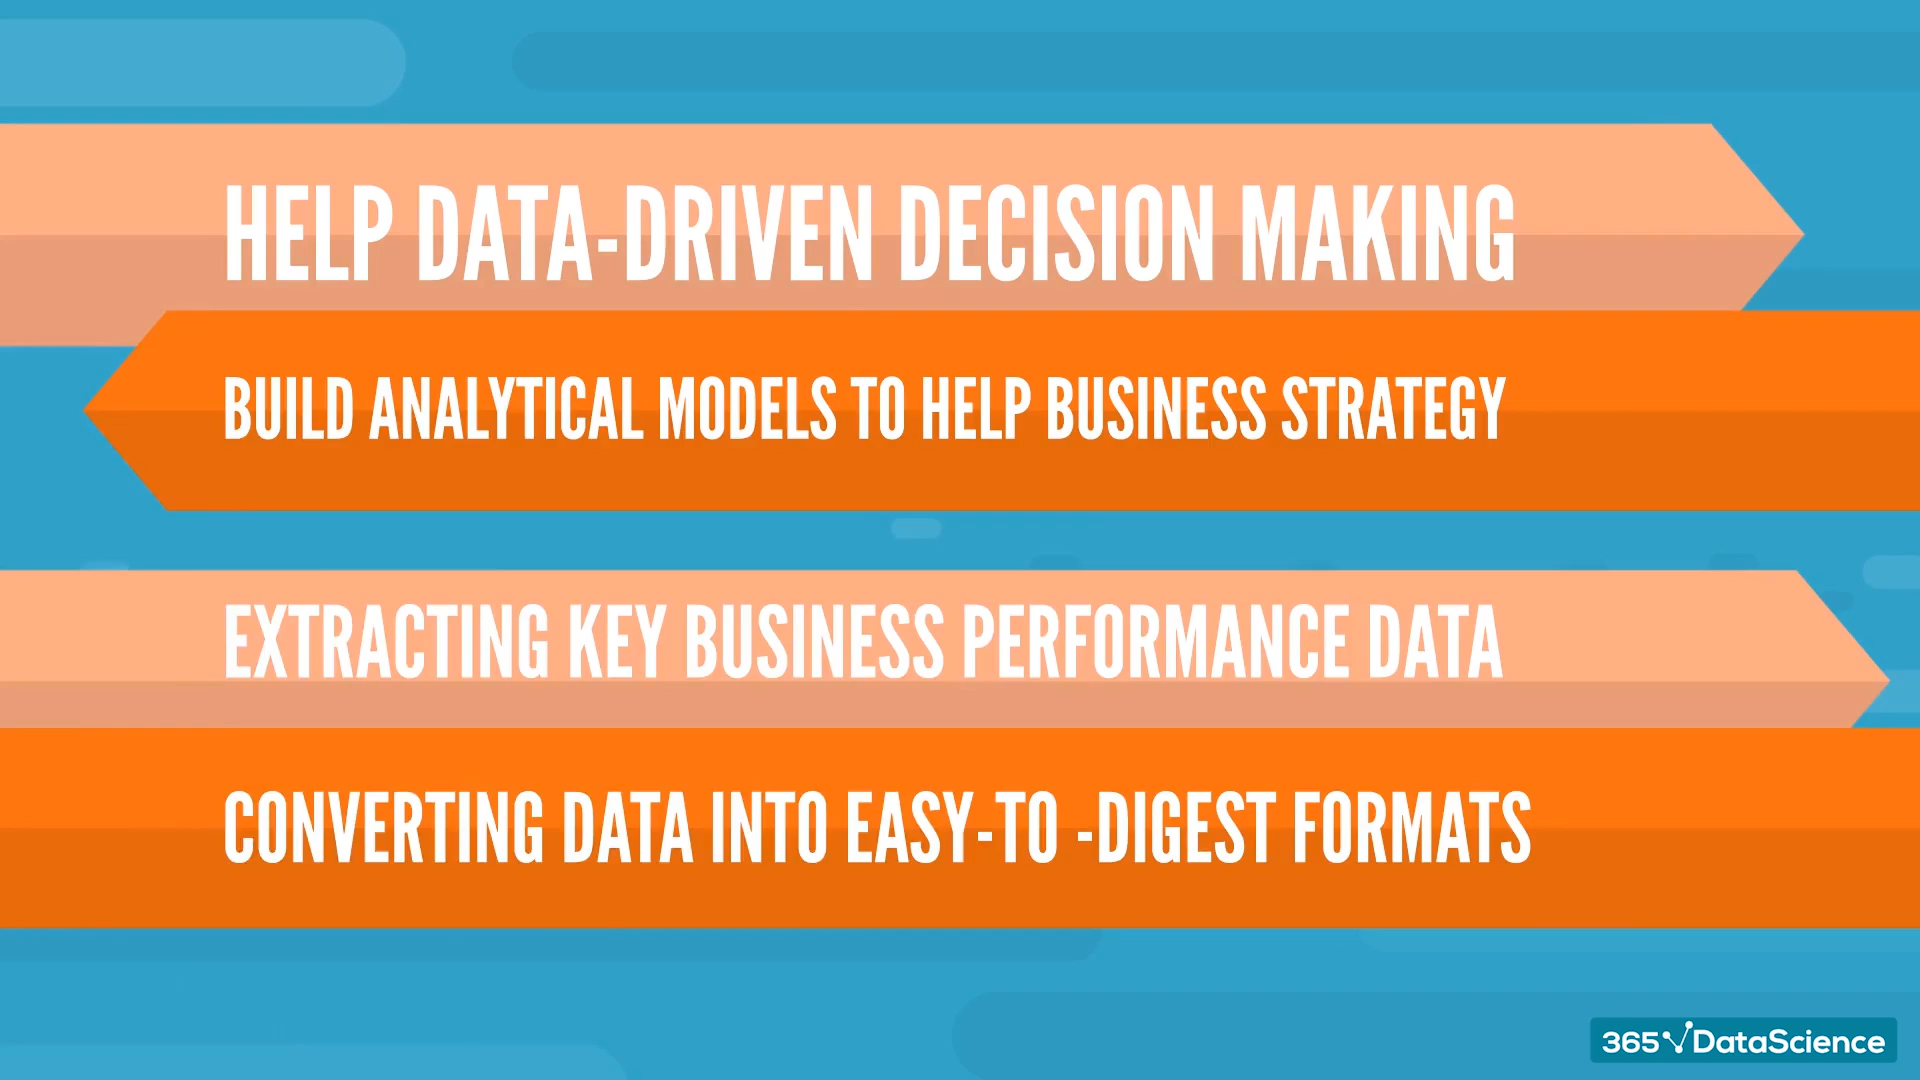 HELP DATA-DRIVEN DECISION MAKING
BUILD ANALYTICAL MODELS TO HELP BUSINESS STRATEGY
EXTRACTING KEY BUSINESS PERFORMANCE DATA
CONVERTING DATA INTO EASY-TO -DIGEST FORMATS
365 DataScience